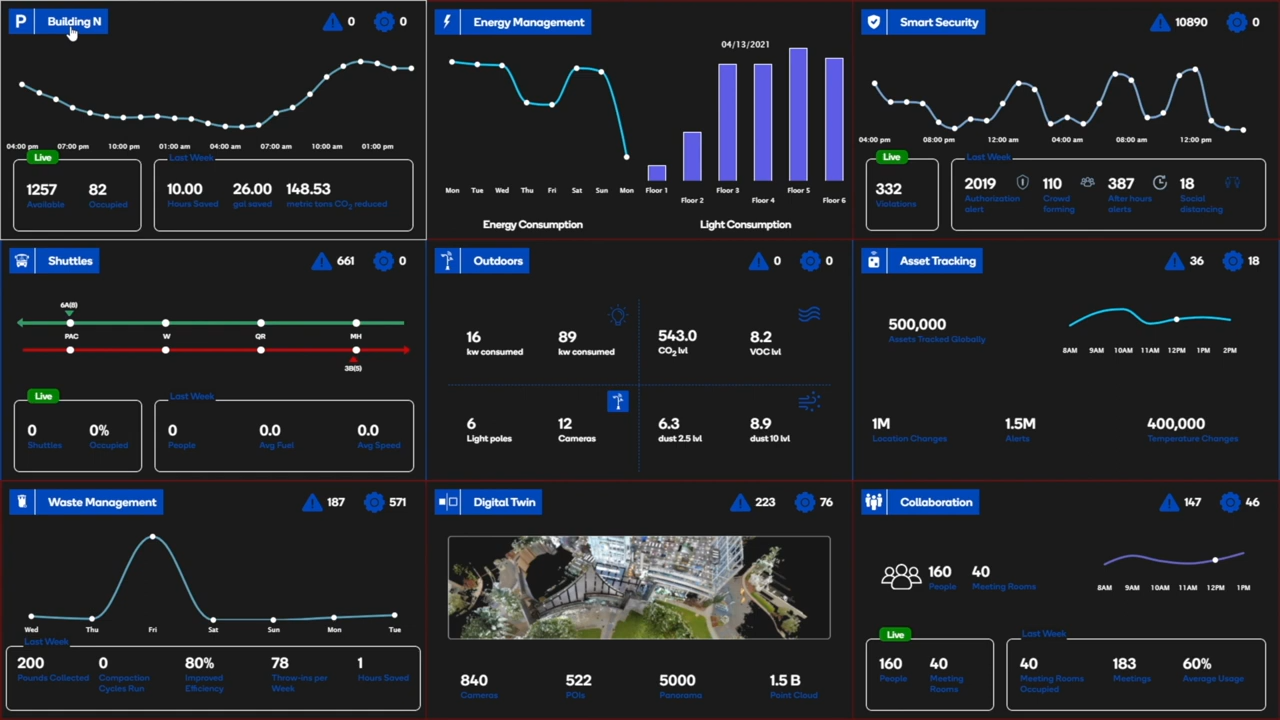 P Building N
0 0
04:00 pm 07:00 pm 10:00 pm 01:00 am 04:00 am 07:00 am 10:00 am 01:00 pm
Live
1257 82
Available Occupied
Last Week
10.00 26.00 148.53
Hours Saved gal saved metric tons CO2 reduced
Energy Management
04/13/2021
Mon Tue Wed Thu Fri Sat Sun Mon
Floor 1 Floor 3 Floor 5
Floor 2 Floor 4 Floor 6
Energy Consumption Light Consumption
Smart Security
10890 0
04:00 pm 08:00 pm 12:00 am 04:00 am 08:00 am 12:00 pm
Live
332
Violations
Last Week
2019 110 387 18
Authorization alert
Crowd forming
After hours alerts
Social distancing
Shuttles
661 0
6A(8)
PAC W QR MH
3B(5)
Live
0 0%
Shuttles Occupied
Last Week
0 0.0 0.0
People Avg Fuel Avg Speed
Outdoors
0 0
16 89 543.0 8.2
kw consumed kw consumed CO2 lvl VOC lvl
6 12 6.3 8.9
Light poles Cameras dust 2.5 lvl dust 10 lvl
Asset Tracking
36 18
500,000
Assets Tracked Globally
8AM 9AM 10AM 11AM 12PM 1PM 2PM
1M 1.5M 400,000
Location Changes Alerts Temperature Changes
Waste Management
187 571
Wed Thu Fri Sat Sun Mon Tue
Last Week
200 0 80% 78 1
Pounds Collected
Compaction Cycles Run
Improved Efficiency
Throw-ins per Week
Hours Saved
Digital Twin
223 76
840 522 5000 1.5 B
Cameras POIs Panorama Point Cloud
Collaboration
147 46
160 40
People Meeting Rooms
8AM 9AM 10AM 11AM 12PM 1PM
Live
160 40
People
Meeting Rooms
Last Week
40 183 60%
Meeting Rooms Occupied
Meetings
Average Usage